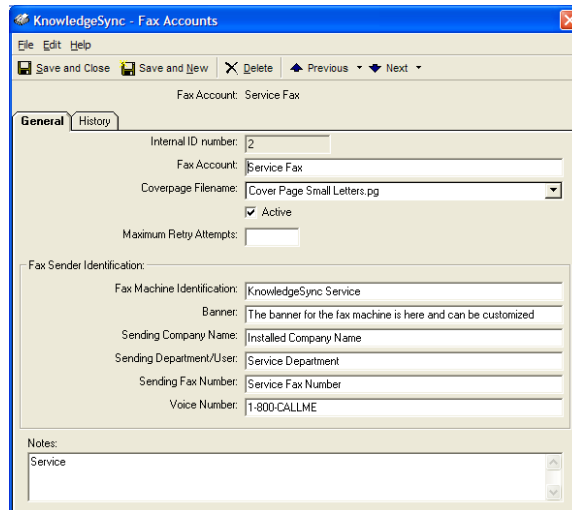 KnowledgeSync - Fax Accounts
File Edit Help
Save and Close Save and New Delete Previous Next
Fax Account: Service Fax
General History
Internal ID number: 2
Fax Account: Service Fax
Coverpage Filename: Cover Page Small Letters.pg
Active
Maximum Retry Attempts:
Fax Sender Identification:
Fax Machine Identification: KnowledgeSync Service
Banner: The banner for the fax machine is here and can be customized
Sending Company Name: Installed Company Name
Sending Department/User: Service Department
Sending Fax Number: Service Fax Number
Voice Number: 1-800-CALLME
Notes:
Service